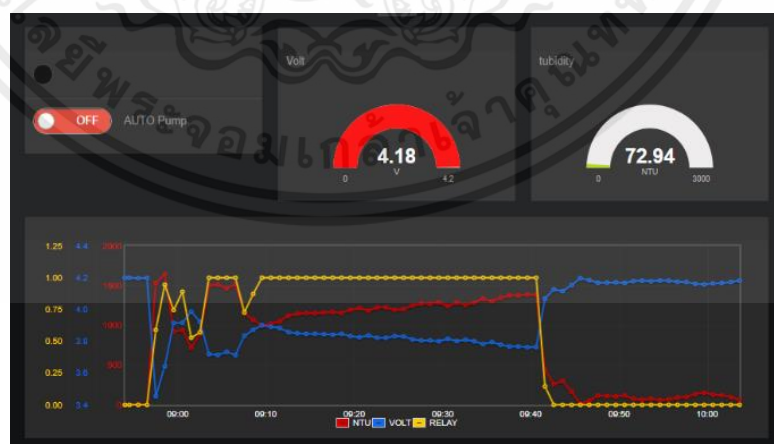 Volt
tubidity
OFF AUTO Pump
4.18
V
0 4.2
72.94
NTU
0 3000
1.25 4.4 2000
1.00 4.2 1500
0.75 4.0
1000
0.50 3.8
0.25 3.6 500
0.00 3.4 0
09:00 09:10 09:20 09:30 09:40 09:50 10:00
NTU VOLT RELAY